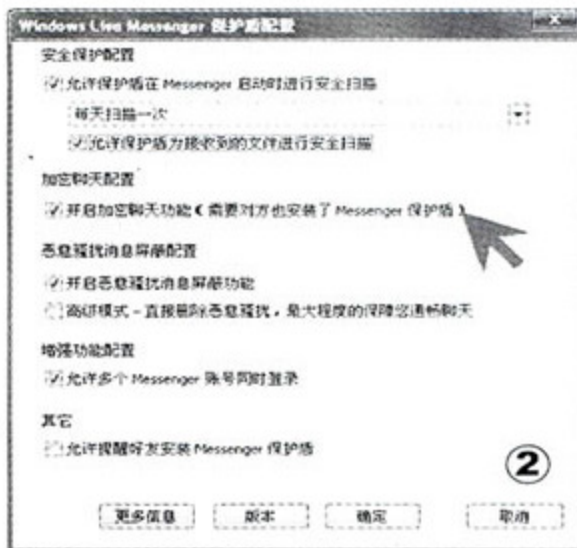 Windows Live Messenger 保护盾配置
安全保护配置
允许保护盾在 Messenger 启动时进行安全扫描
每天扫描一次
允许保护盾为接收到的文件进行安全扫描
加密聊天配置
开启加密聊天功能（需要对方也安装了 Messenger 保护盾）
恶意骚扰消息屏蔽配置
开启恶意骚扰消息屏蔽功能
高级模式－直接删除恶意骚扰，最大程度的保障您通畅聊天
增强功能配置
允许多个 Messenger 账号同时登录
其它
允许提醒好友安装 Messenger 保护盾
②
更多信息 版本 确定 取消